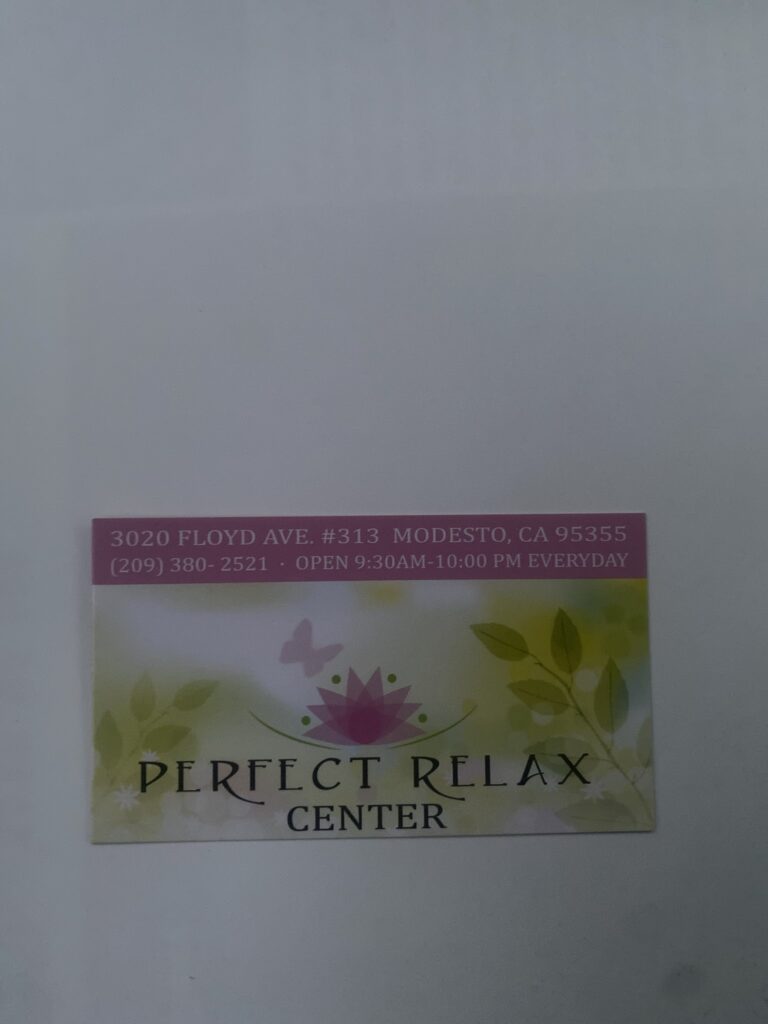 3020 FLOYD AVE. #313 MODESTO, CA 95355
(209) 380- 2521 · OPEN 9:30AM-10:00 PM EVERYDAY
PERFECT RELAX
CENTER